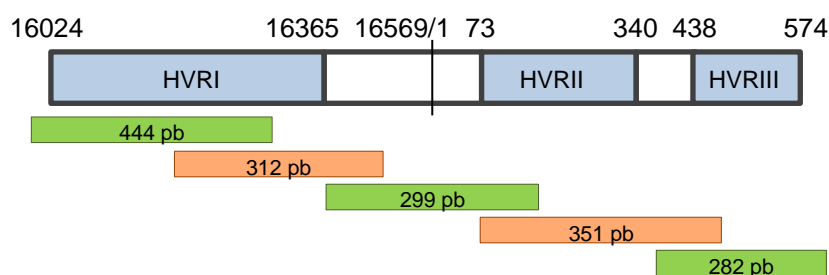 16024 16365 16569/1 73 340 438 574
HVRI HVRII HVRIII
444 pb
312 pb
299 pb
351 pb
282 pb